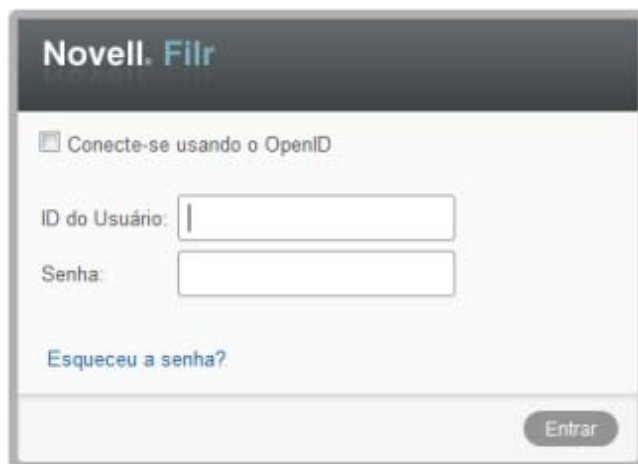 Novell. Filr
Conecte-se usando o OpenID
ID do Usuário:
Senha:
Esqueceu a senha?
Entrar